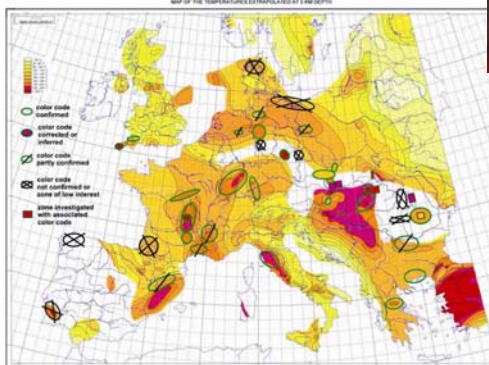 MAP OF THE TEMPERATURES EXTRAPOLATED AT 5 KM DEPTH
color code
confirmed
color code
corrected or
inferred
color code
partly confirmed
color code
not confirmed or
zone of low interest
zone investigated
with associated
color code